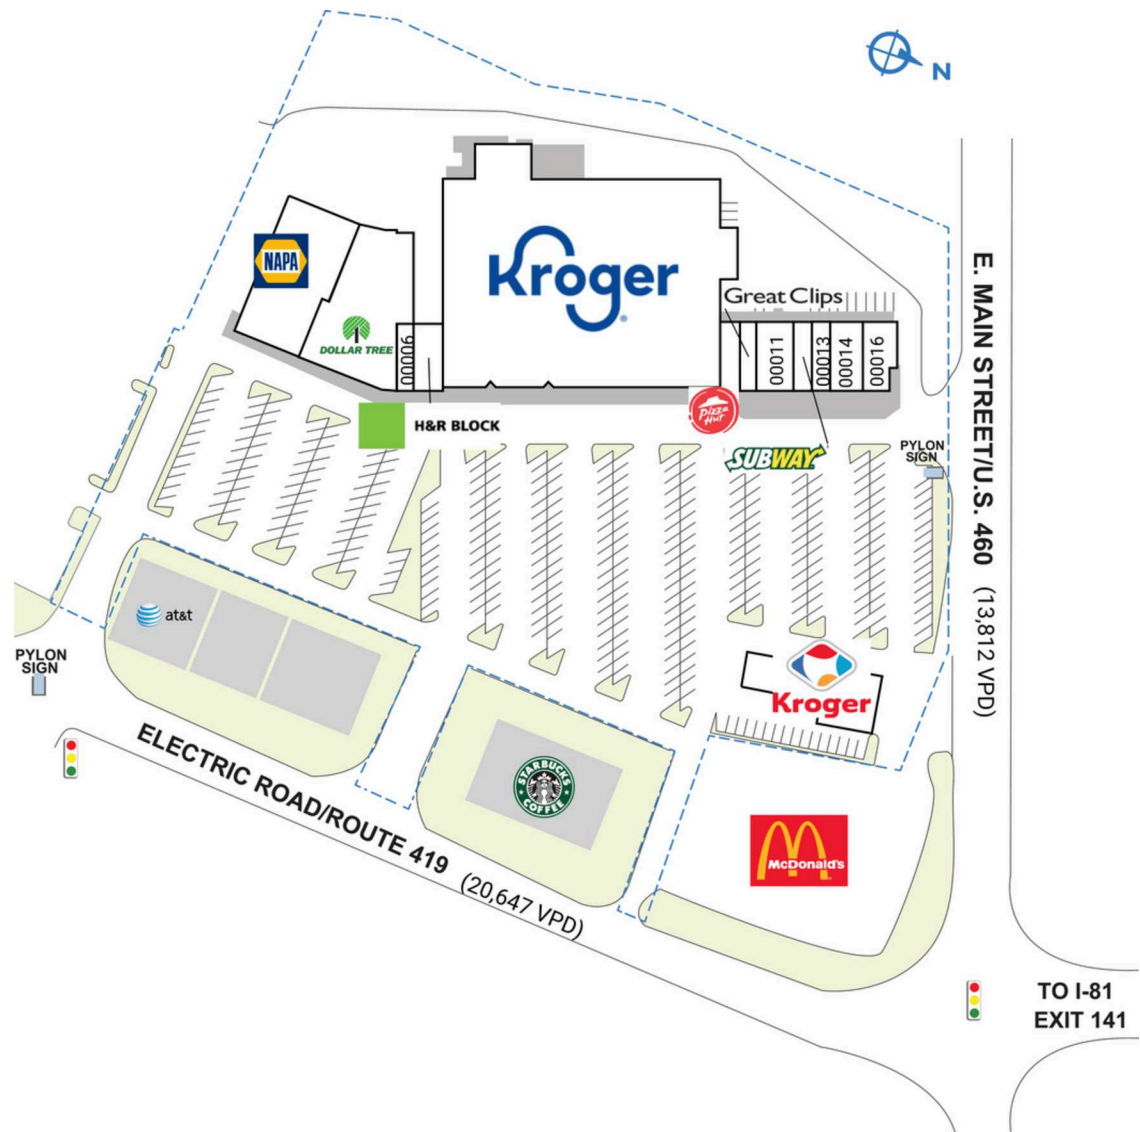 N
NAPA
Kroger
Great Clips
DOLLAR TREE
00006
00011
00013
00014
00016
Pizza
Hut
H&R BLOCK
SUBWAY
PYLON
SIGN
E. MAIN STREET/U.S. 460 (13,812 VPD)
at&t
PYLON
SIGN
Kroger
ELECTRIC ROAD/ROUTE 419 (20,647 VPD)
STARBUCKS
COFFEE
McDonald's
TO I-81
EXIT 141